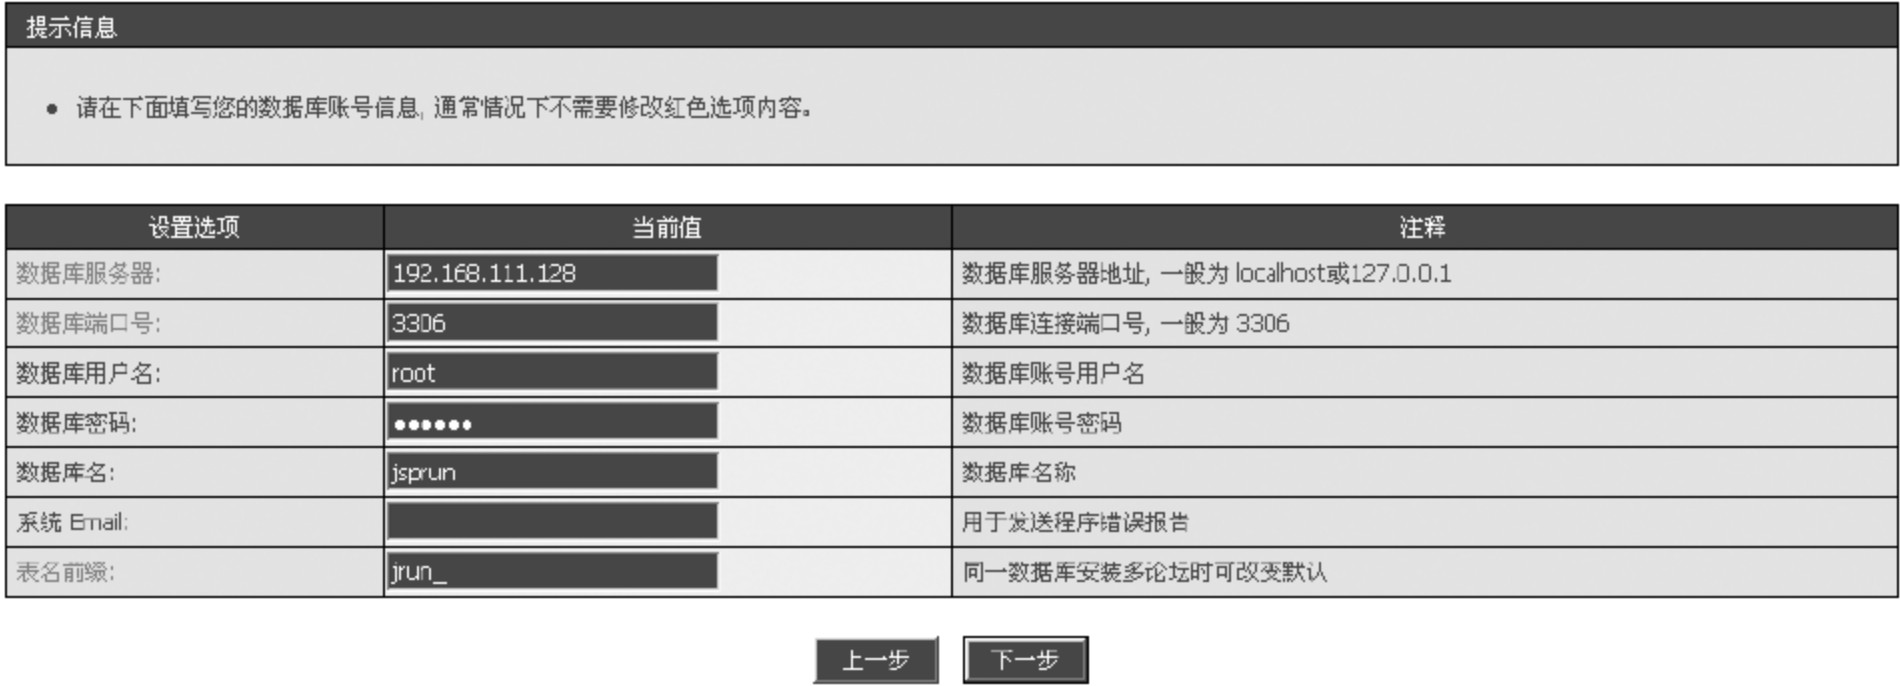 提示信息
● 请在下面填写您的数据库账号信息, 通常情况下不需要修改红色选项内容。
设置选项 当前值 注释
数据库服务器: 192.168.111.128 数据库服务器地址, 一般为 localhost或127.0.0.1
数据库端口号: 3306 数据库连接端口号, 一般为 3306
数据库用户名: root 数据库账号用户名
数据库密码: ●●●●●● 数据库账号密码
数据库名: jsprun 数据库名称
系统 Email: 用于发送程序错误报告
表名前缀: jrun_ 同一数据库安装多论坛时可改变默认
上一步 下一步